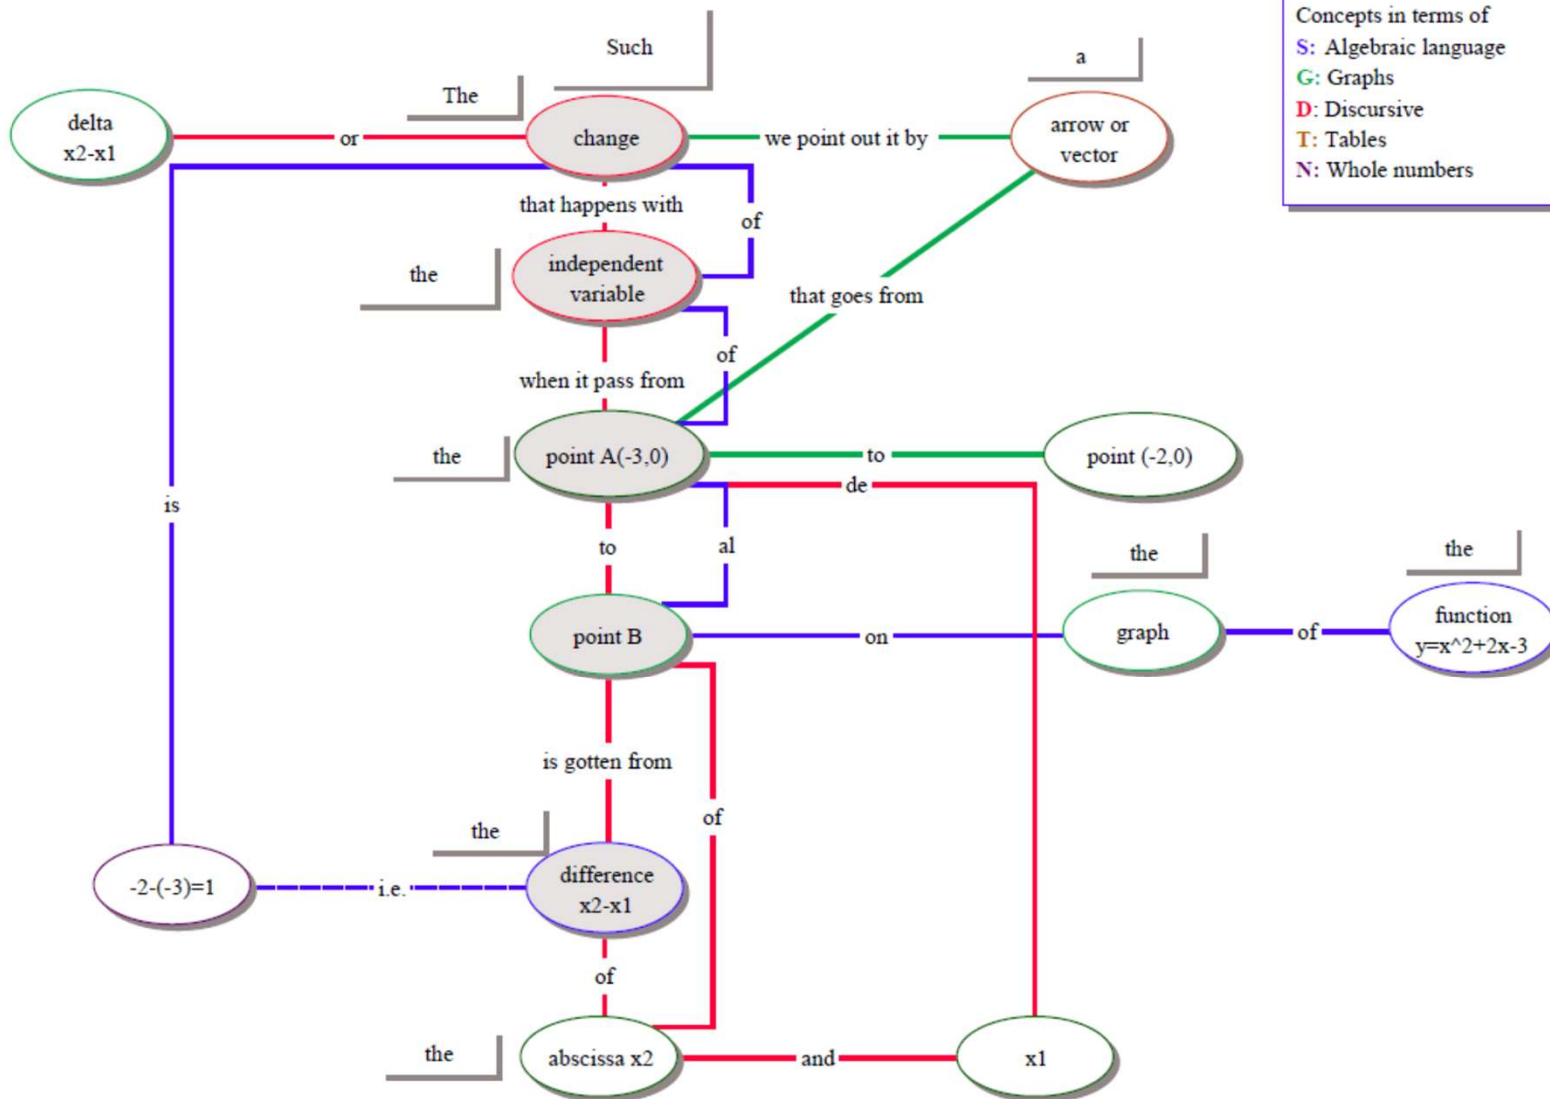 Concepts in terms of
S: Algebraic language
G: Graphs
D: Discursive
T: Tables
N: Whole numbers
Such
The
a
delta
x2-x1
or
change
we point out it by
arrow or
vector
that happens with
of
the
independent
variable
that goes from
of
when it pass from
the
point A(-3,0)
to
point (-2,0)
de
is
to
al
the
the
point B
on
graph
of
function
y=x^2+2x-3
is gotten from
of
the
-2-(-3)=1
i.e.
difference
x2-x1
of
the
abscissa x2
and
x1